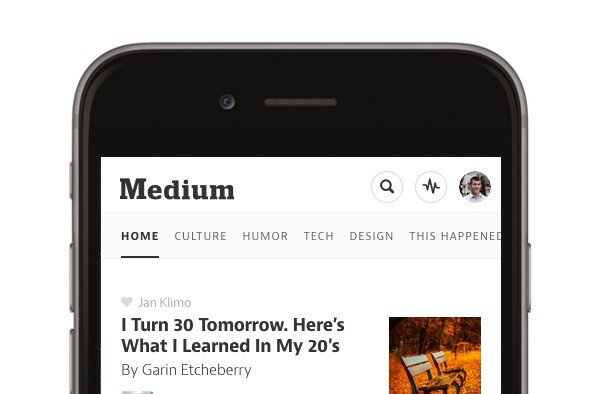 Medium
HOME CULTURE HUMOR TECH DESIGN THIS HAPPENED
Jan Klimo
I Turn 30 Tomorrow. Here's
What I Learned In My 20's
By Garin Etcheberry